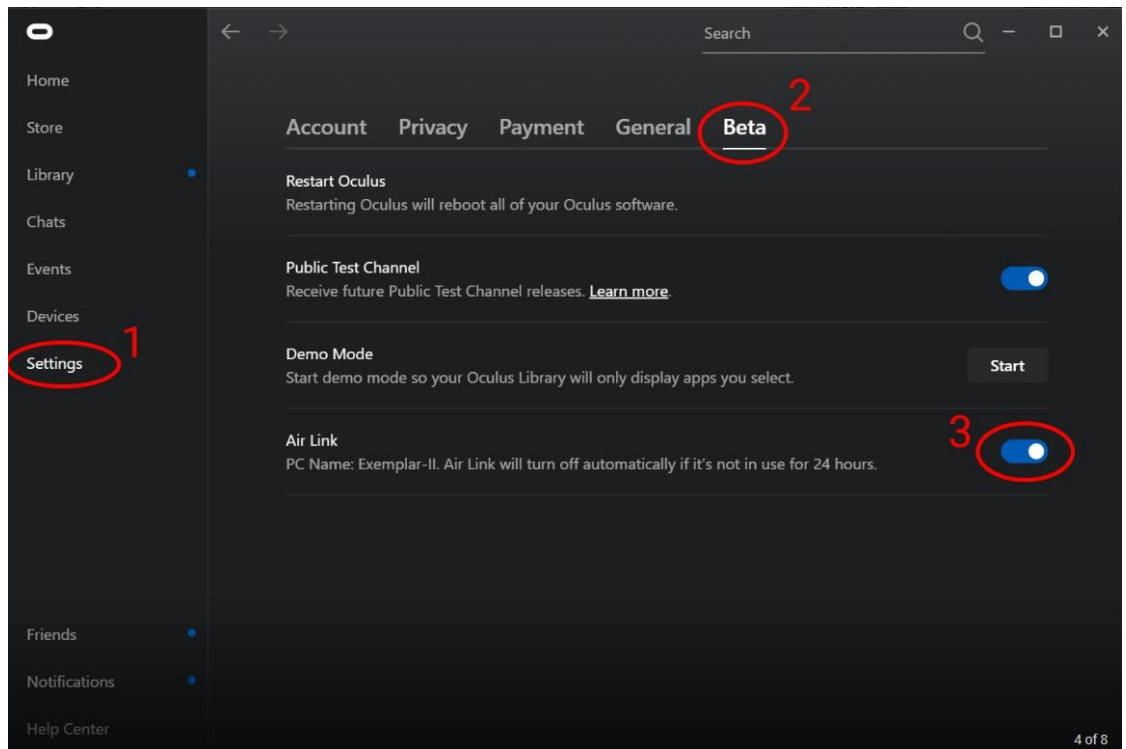 Search
Home
Store
Library
Chats
Events
Devices
Settings
1
Friends
Notifications
Help Center
2
Account Privacy Payment General Beta
Restart Oculus
Restarting Oculus will reboot all of your Oculus software.
Public Test Channel
Receive future Public Test Channel releases. Learn more.
Demo Mode
Start demo mode so your Oculus Library will only display apps you select.
Start
Air Link
PC Name: Exemplar-II. Air Link will turn off automatically if it's not in use for 24 hours.
3
4 of 8